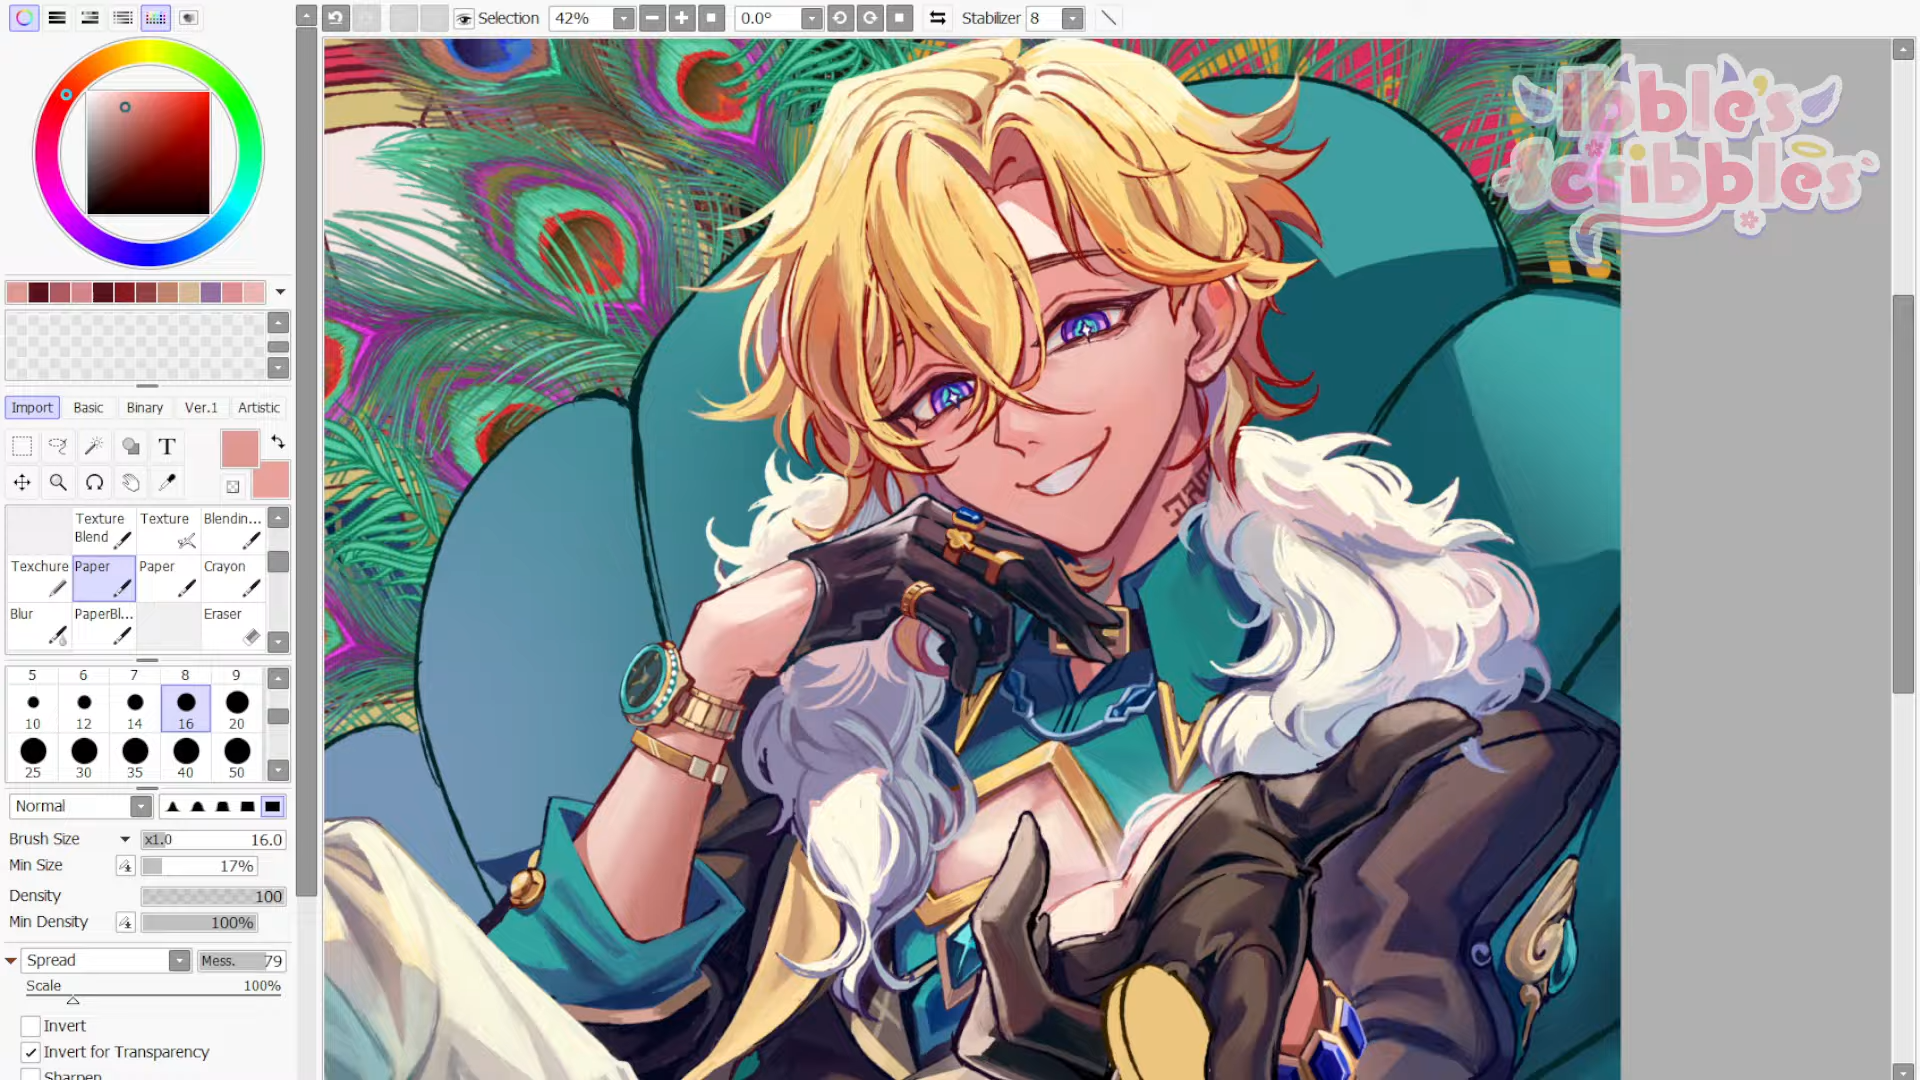 Selection 42% 0.0° Stabilizer 8
Ibble's
Scribbles
Import Basic Binary Ver.1 Artistic
T
Texture Blend Texture Blendin...
Texchure Paper Paper Crayon
Blur PaperBl... Eraser
5 6 7 8 9
10 12 14 16 20
25 30 35 40 50
Normal
Brush Size x1.0 16.0
Min Size 17%
Density 100
Min Density 100%
Spread Mess. 79
Scale 100%
Invert
Invert for Transparency
Sharpen